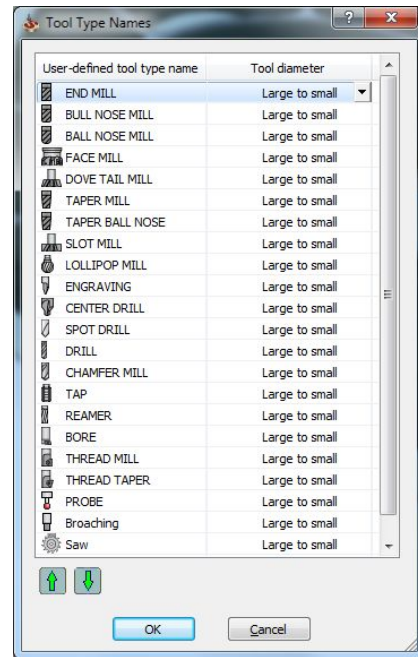 Tool Type Names
User-defined tool type name Tool diameter
END MILL Large to small
BULL NOSE MILL Large to small
BALL NOSE MILL Large to small
FACE MILL Large to small
DOVE TAIL MILL Large to small
TAPER MILL Large to small
TAPER BALL NOSE Large to small
SLOT MILL Large to small
LOLLIPOP MILL Large to small
ENGRAVING Large to small
CENTER DRILL Large to small
SPOT DRILL Large to small
DRILL Large to small
CHAMFER MILL Large to small
TAP Large to small
REAMER Large to small
BORE Large to small
THREAD MILL Large to small
THREAD TAPER Large to small
PROBE Large to small
Broaching Large to small
Saw Large to small
OK Cancel